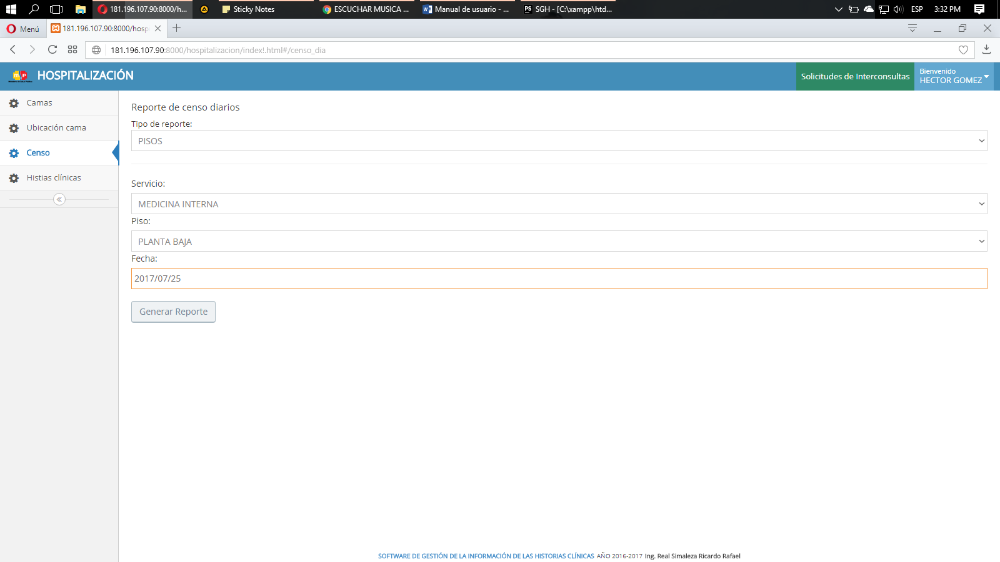 181.196.107.90:8000/h...
Sticky Notes
ESCUCHAR MUSICA ...
Manual de usuario - ...
PS SGH - [C:\xampp\htd...
ESP
3:32 PM
Menú
181.196.107.90:8000/hosp
181.196.107.90:8000/hospitalizacion/index!.html#/censo_dia
HOSPITALIZACIÓN
Solicitudes de Interconsultas
Bienvenido
HECTOR GOMEZ
Camas
Ubicación cama
Censo
Histias clínicas
Reporte de censo diarios
Tipo de reporte:
PISOS
Servicio:
MEDICINA INTERNA
Piso:
PLANTA BAJA
Fecha:
2017/07/25
Generar Reporte
SOFTWARE DE GESTIÓN DE LA INFORMACIÓN DE LAS HISTORIAS CLÍNICAS AÑO 2016-2017 Ing. Real Simaleza Ricardo Rafael